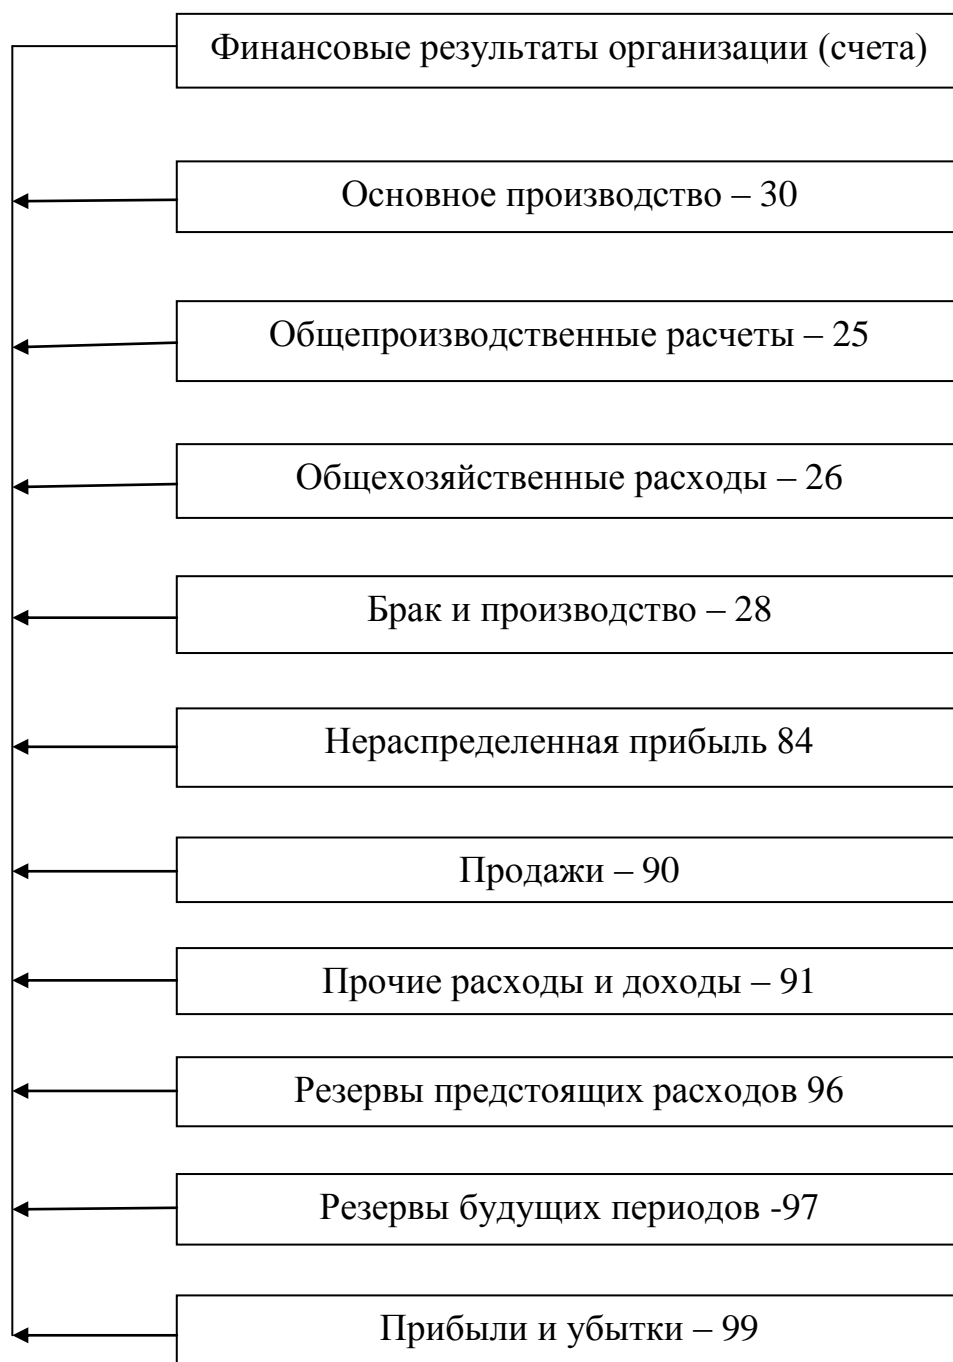 Финансовые результаты организации (счета)
Основное производство – 30
Общепроизводственные расчеты – 25
Общехозяйственные расходы – 26
Брак и производство – 28
Нераспределенная прибыль 84
Продажи – 90
Прочие расходы и доходы – 91
Резервы предстоящих расходов 96
Резервы будущих периодов -97
Прибыли и убытки – 99